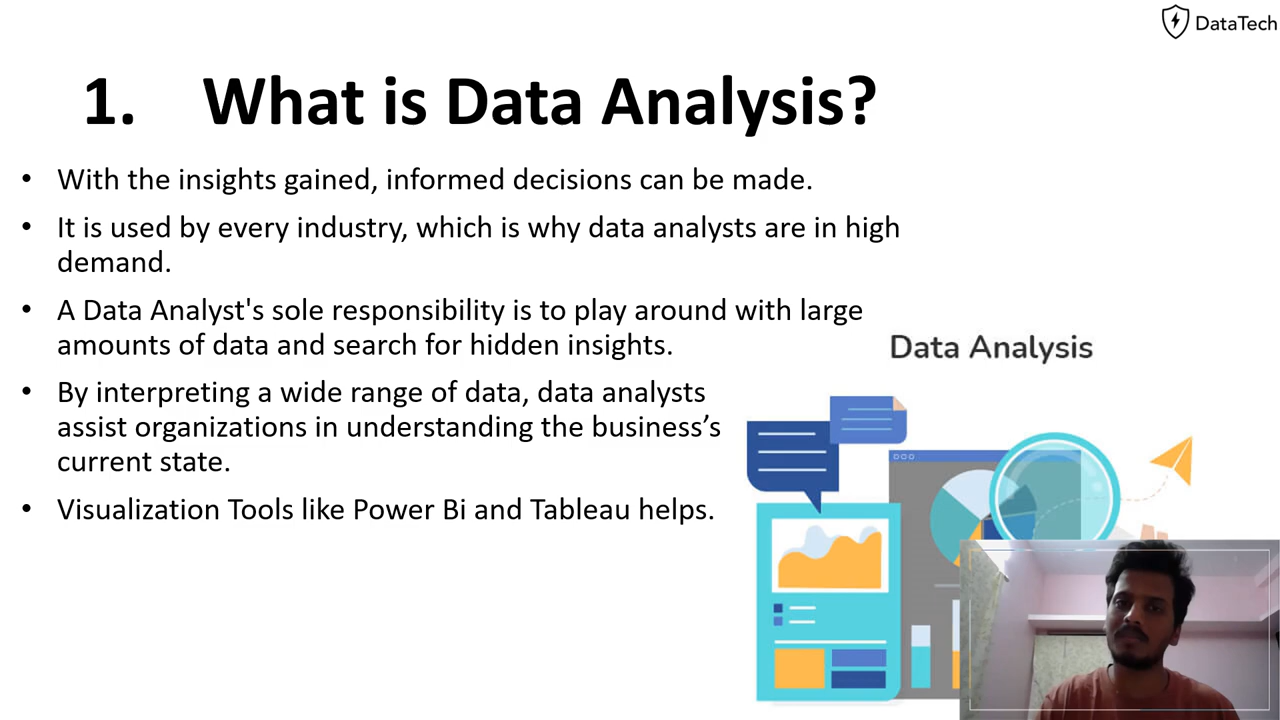 DataTech
1. What is Data Analysis?
• With the insights gained, informed decisions can be made.
• It is used by every industry, which is why data analysts are in high
demand.
• A Data Analyst's sole responsibility is to play around with large
amounts of data and search for hidden insights.
• By interpreting a wide range of data, data analysts
assist organizations in understanding the business’s
current state.
• Visualization Tools like Power Bi and Tableau helps.
Data Analysis